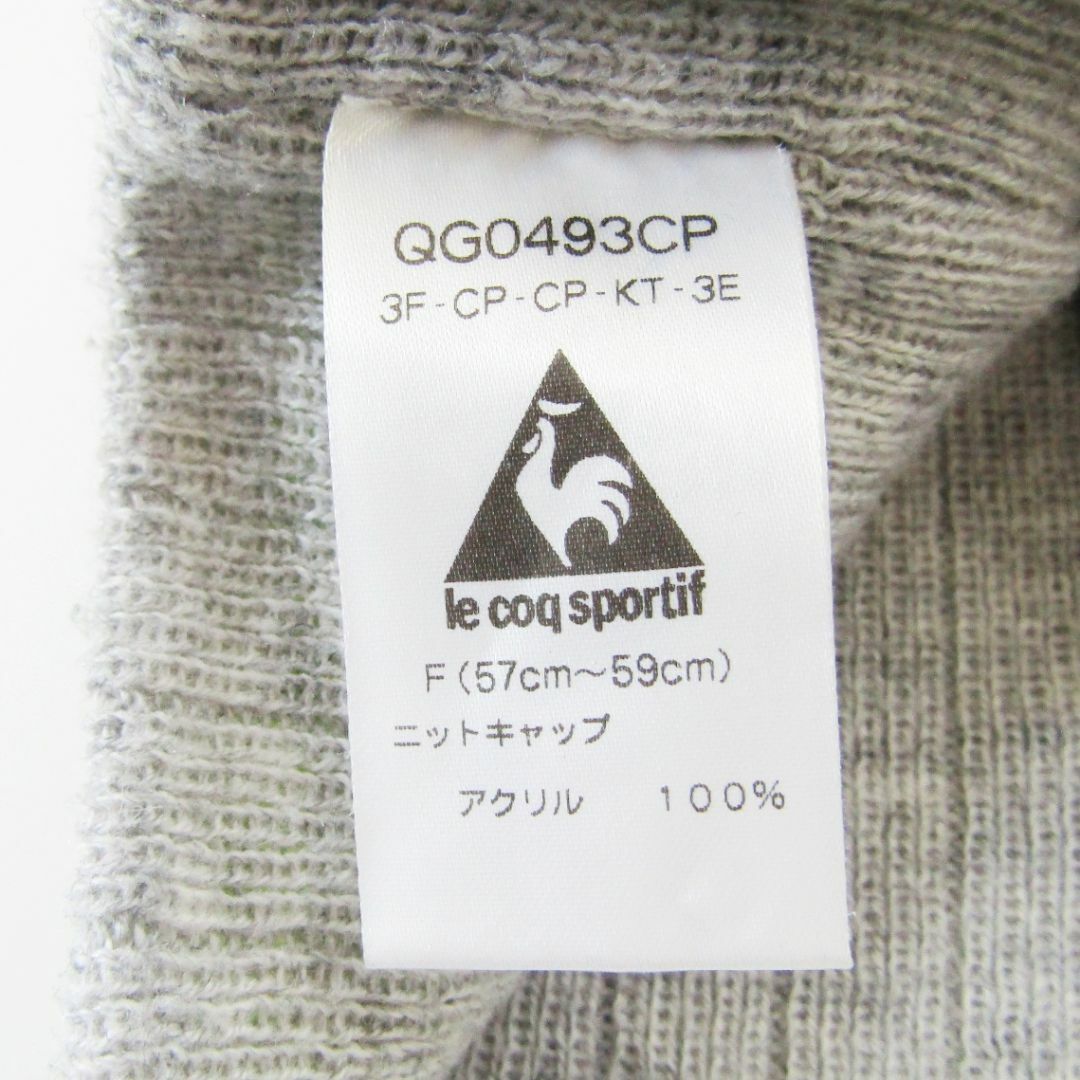 QG0493CP
3F-CP-CP-KT-3E
le coq sportif
F(57cm～59cm)
ニットキャップ
アクリル　　１００%